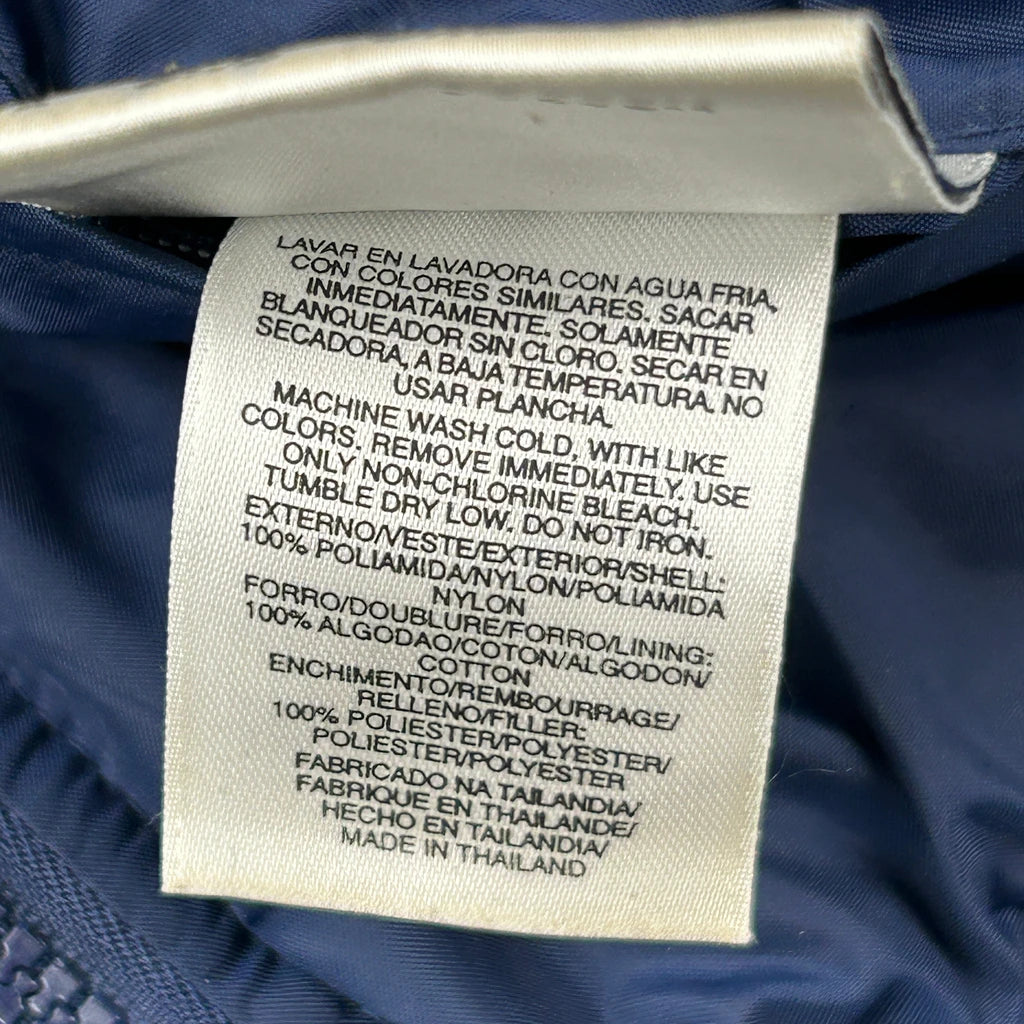 LAVAR EN LAVADORA CON AGUA FRIA,
CON COLORES SIMILARES. SACAR
INMEDIATAMENTE. SOLAMENTE
BLANQUEADOR SIN CLORO. SECAR EN
SECADORA, A BAJA TEMPERATURA. NO
USAR PLANCHA.
MACHINE WASH COLD, WITH LIKE
COLORS. REMOVE IMMEDIATELY. USE
ONLY NON-CHLORINE BLEACH.
TUMBLE DRY LOW. DO NOT IRON.
EXTERNO/VESTE/EXTERIOR/SHELL:
100% POLIAMIDA/NYLON/POLIAMIDA
NYLON
FORRO/DOUBLURE/FORRO/LINING:
100% ALGODAO/COTON/ALGODON/
COTTON
ENCHIMENTO/REMBOURRAGE/
RELLENO/FILLER:
100% POLIESTER/POLYESTER/
POLIESTER/POLYESTER
FABRICADO NA TAILANDIA/
FABRIQUE EN THAILANDE/
HECHO EN TAILANDIA/
MADE IN THAILAND